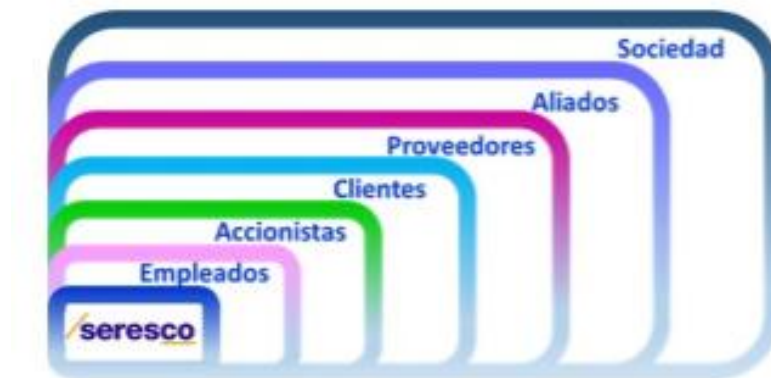 Sociedad
Aliados
Proveedores
Clientes
Accionistas
Empleados
seresco